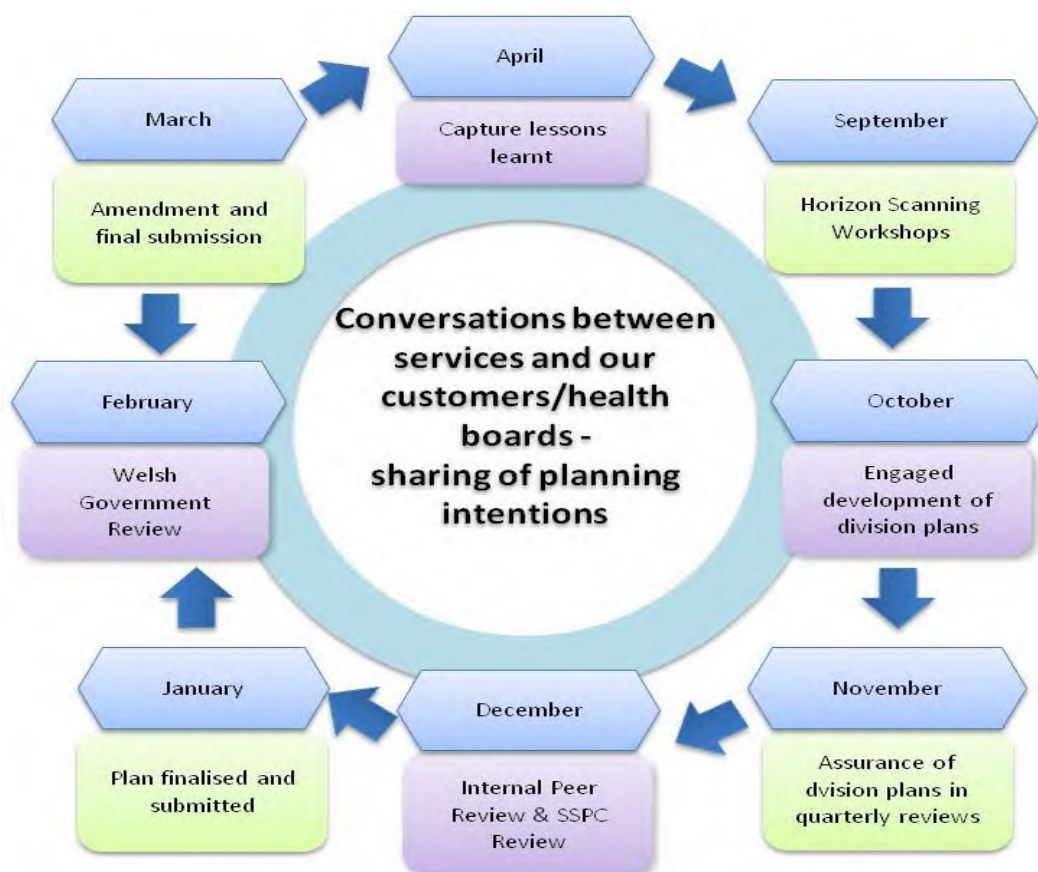 April
Capture lessons
learnt
September
Horizon Scanning
Workshops
October
Engaged
development of
division plans
November
Assurance of
dvision plans in
quarterly reviews
December
Internal Peer
Review & SSPC
Review
January
Plan finalised and
submitted
February
Welsh
Government
Review
March
Amendment and
final submission
Conversations between
services and our
customers/health
boards -
sharing of planning
intentions